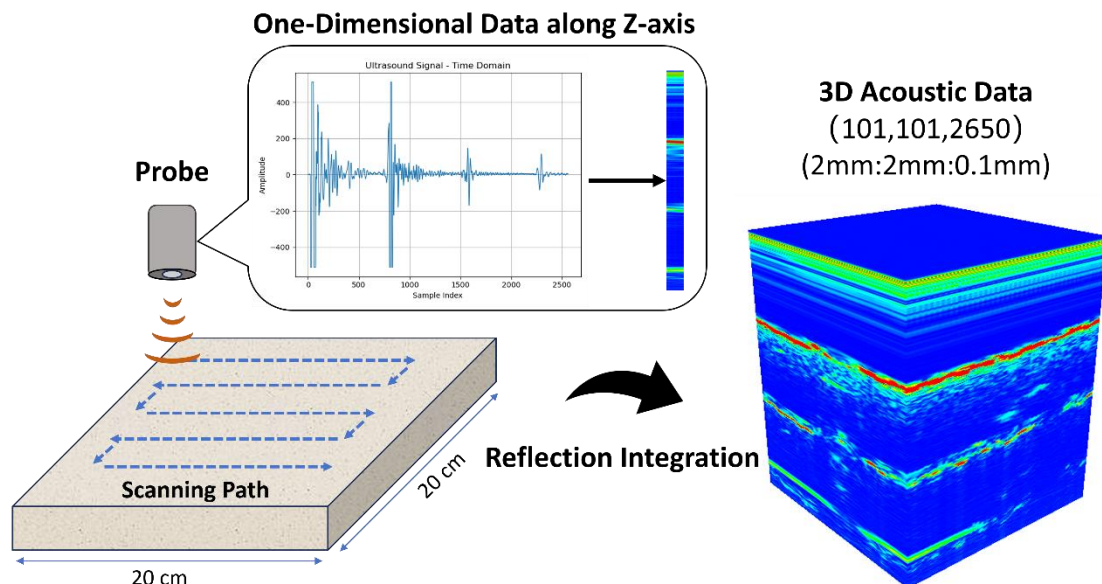 One-Dimensional Data along Z-axis
Ultrasound Signal - Time Domain
400
200
0
−200
−400
Amplitude
0
500
1000
1500
2000
2500
Sample Index
Probe
3D Acoustic Data
(101,101,2650)
(2mm:2mm:0.1mm)
Scanning Path
20 cm
20 cm
Reflection Integration